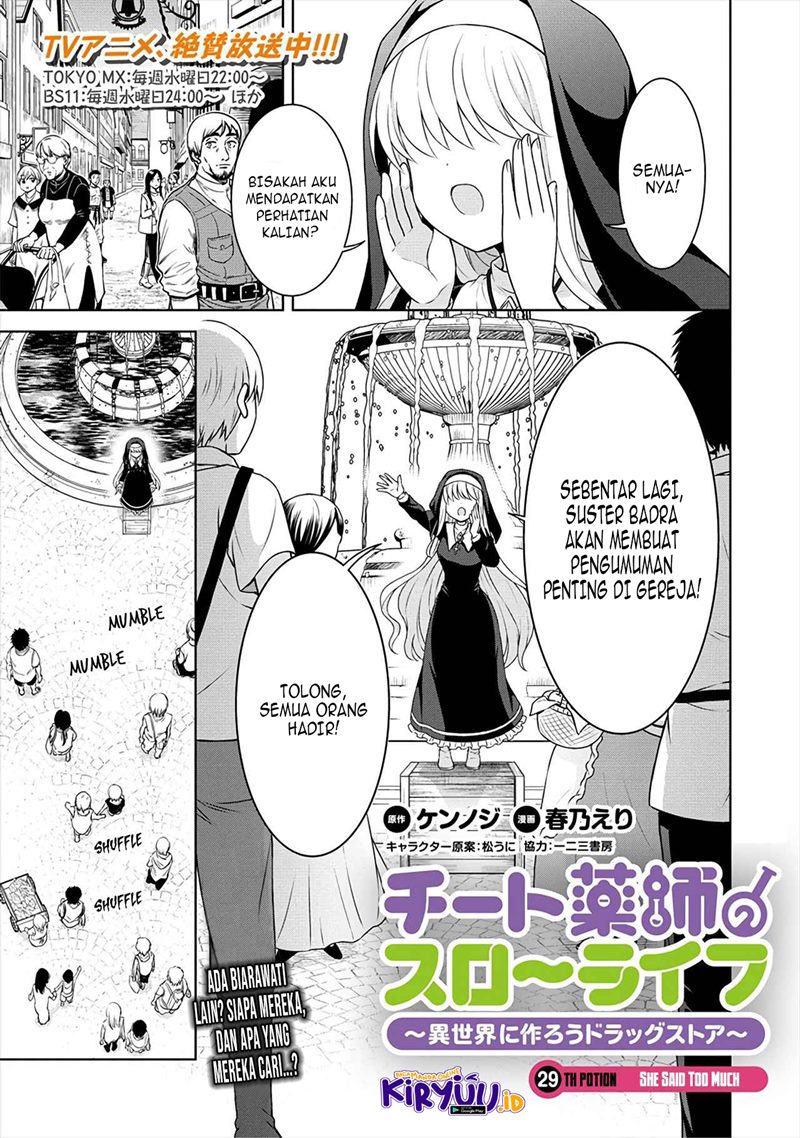 TVアニメ、絶賛放送中!!!
TOKYO MX:毎週水曜日22:00～
BS11:毎週水曜日24:00～ ほか
SEMUA-
NYA!
BISAKAH AKU
MENDAPATKAN
PERHATIAN
KALIAN?
SEBENTAR LAGI,
SUSTER BADRA
AKAN MEMBUAT
PENGUMUMAN
PENTING DI GEREJA!
TOLONG,
SEMUA ORANG
HADIR!
MUMBLE
MUMBLE
SHUFFLE
SHUFFLE
ADA BIARAWATI
LAIN? SIAPA MEREKA,
DAN APA YANG
MEREKA CARI...?
原作 ケンノジ 漫画 春乃えり
キャラクター原案:松うに 協力:一二三書房
チート薬師の
スローライフ
～異世界に作ろうドラッグストア～
29TH POTION SHE SAID TOO MUCH
BACA MANGA ONLINE
KIRYUU.ID